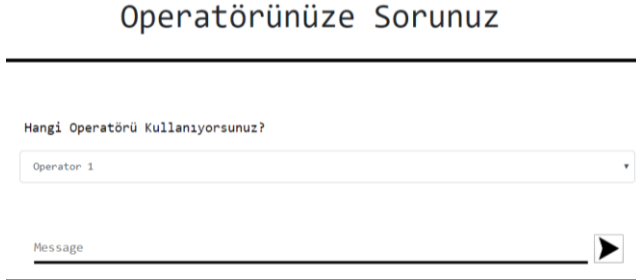 Operatörünüze Sorunuz
Hangi Operatörü Kullanıyorsunuz?
Operator 1
Message